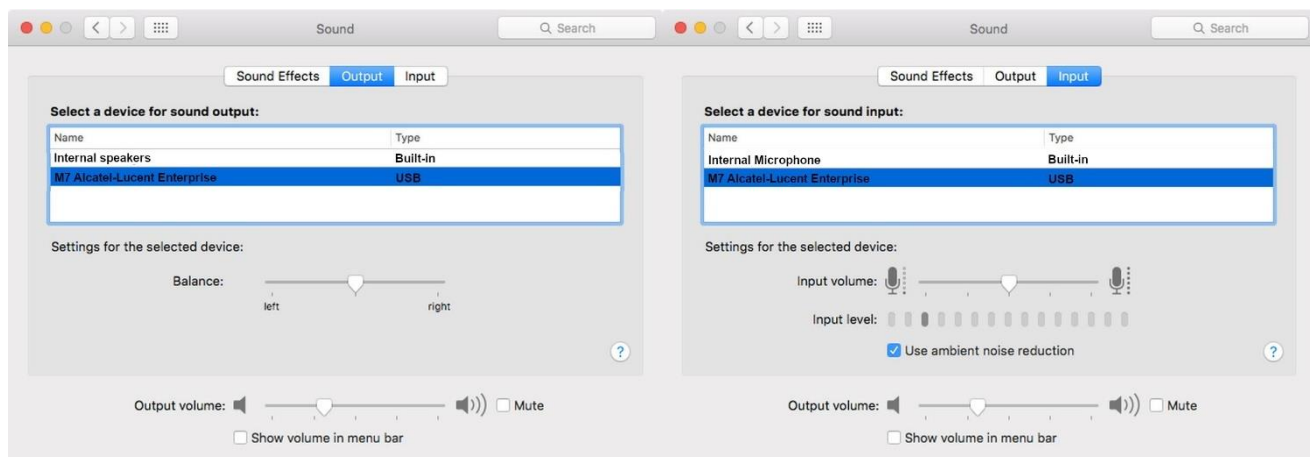 Sound
Search
Sound Effects Output Input
Select a device for sound output:
Name Type
Internal speakers Built-in
M7 Alcatel-Lucent Enterprise USB
Settings for the selected device:
Balance:
left right
?
Output volume: Mute
Show volume in menu bar
Sound
Search
Sound Effects Output Input
Select a device for sound input:
Name Type
Internal Microphone Built-in
M7 Alcatel-Lucent Enterprise USB
Settings for the selected device:
Input volume:
Input level:
Use ambient noise reduction
?
Output volume: Mute
Show volume in menu bar